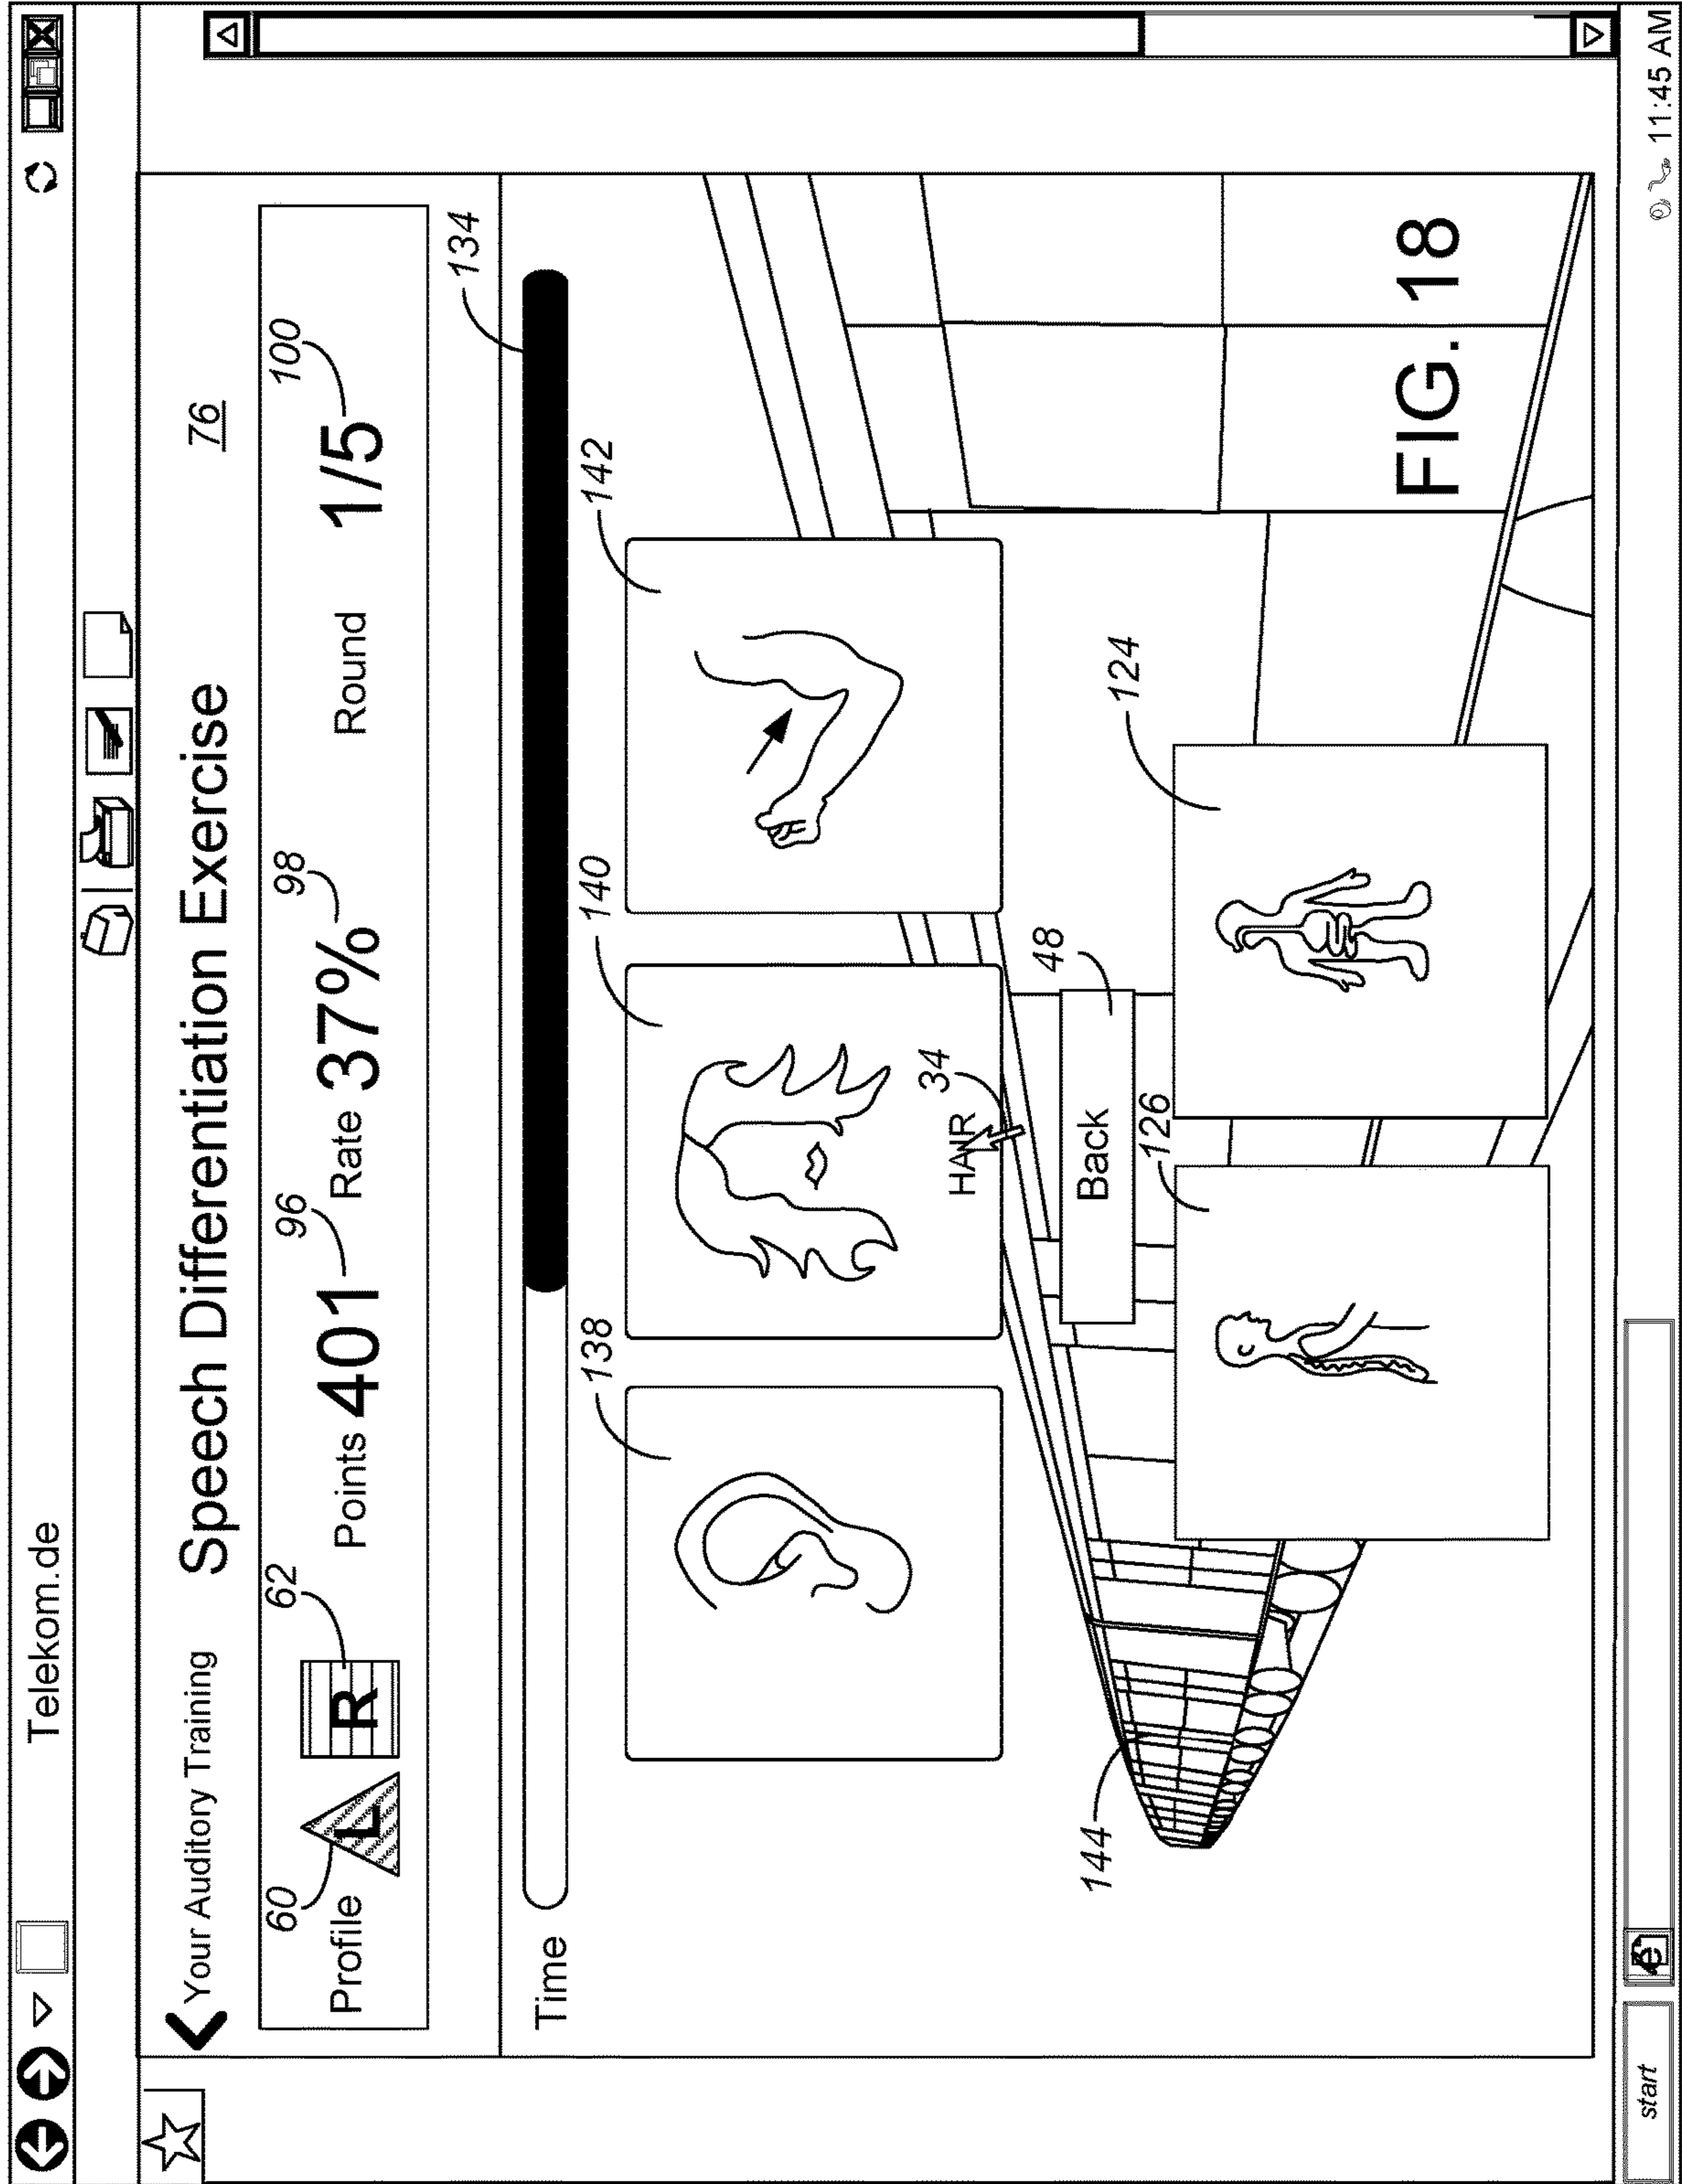 Telekom.de
Your Auditory Training Speech Differentiation Exercise 76
60 62 96 98 100
Profile L R Points 401 Rate 37% Round 1/5
134
Time
138 140 142
HAIR
34
144
Back 48
126 124
FIG. 18
start e 11:45 AM